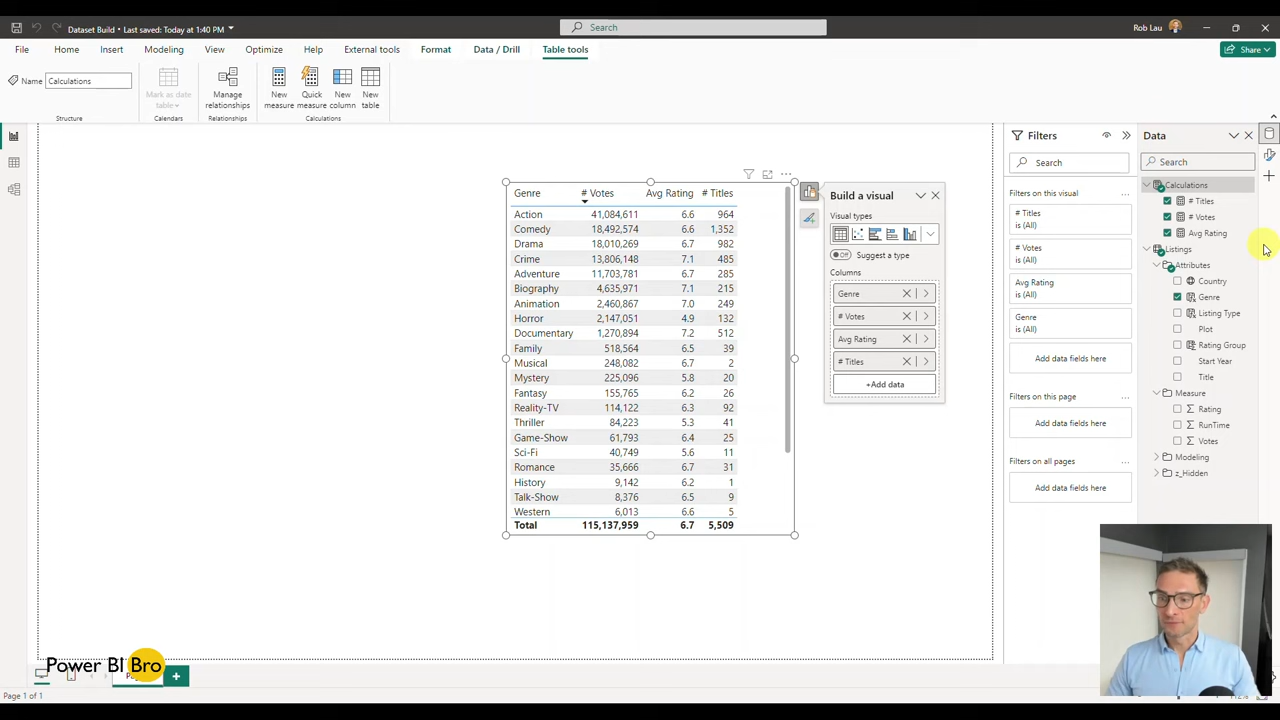 Dataset Build • Last saved: Today at 1:40 PM
Search
Rob Lau
File Home Insert Modeling View Optimize Help External tools Format Data / Drill Table tools
Share
Name Calculations
Mark as date table
Manage relationships
New measure
Quick measure
New column
New table
Structure Calendars Relationships Calculations
Genre # Votes Avg Rating # Titles
Action 41,084,611 6.6 964
Comedy 18,492,574 6.6 1,352
Drama 18,010,269 6.7 982
Crime 13,806,148 7.1 485
Adventure 11,703,781 6.7 285
Biography 4,635,891 7.1 215
Animation 2,460,867 7.0 249
Horror 2,147,051 4.9 132
Documentary 1,270,894 7.2 512
Family 518,564 6.5 39
Musical 248,082 6.7 2
Mystery 225,096 5.8 20
Fantasy 155,765 6.2 26
Reality-TV 114,122 6.3 92
Thriller 84,223 5.3 41
Game-Show 61,793 6.4 25
Sci-Fi 40,749 5.6 11
Romance 35,666 6.7 31
History 9,142 6.2 1
Talk-Show 8,376 6.5 9
Western 6,013 6.6 5
Total 115,137,959 6.7 5,509
Build a visual
Visual types
Off Suggest a type
Columns
Genre
# Votes
Avg Rating
# Titles
+Add data
Filters
Search
Filters on this visual
# Titles
is (All)
# Votes
is (All)
Avg Rating
is (All)
Genre
is (All)
Add data fields here
Filters on this page
Add data fields here
Filters on all pages
Add data fields here
Data
Search
Calculations
# Titles
# Votes
Avg Rating
Listings
Attributes
Country
Genre
Listing Type
Plot
Rating Group
Start Year
Title
Measure
Rating
RunTime
Votes
Modeling
z_Hidden
Power BI Bro
Page 1 of 1